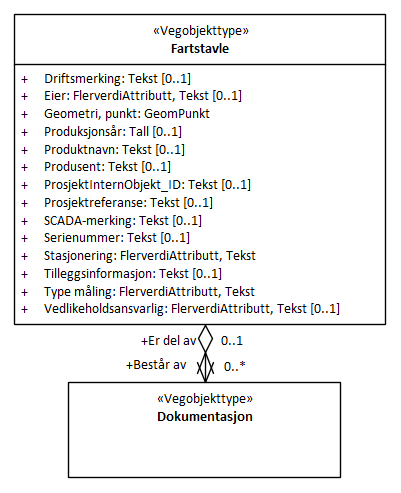 «Vegobjekttype»
Fartstavle
+ Driftsmerking: Tekst [0..1]
+ Eier: FlerverdiAttributt, Tekst [0..1]
+ Geometri, punkt: GeomPunkt
+ Produksjonsår: Tall [0..1]
+ Produktnavn: Tekst [0..1]
+ Produsent: Tekst [0..1]
+ ProsjektInternObjekt_ID: Tekst [0..1]
+ Prosjektreferanse: Tekst [0..1]
+ SCADA-merking: Tekst [0..1]
+ Serienummer: Tekst [0..1]
+ Stasjonering: FlerverdiAttributt, Tekst
+ Tilleggsinformasjon: Tekst [0..1]
+ Type måling: FlerverdiAttributt, Tekst
+ Vedlikeholdsansvarlig: FlerverdiAttributt, Tekst [0..1]
+Er del av 0..1
+Består av 0..*
«Vegobjekttype»
Dokumentasjon